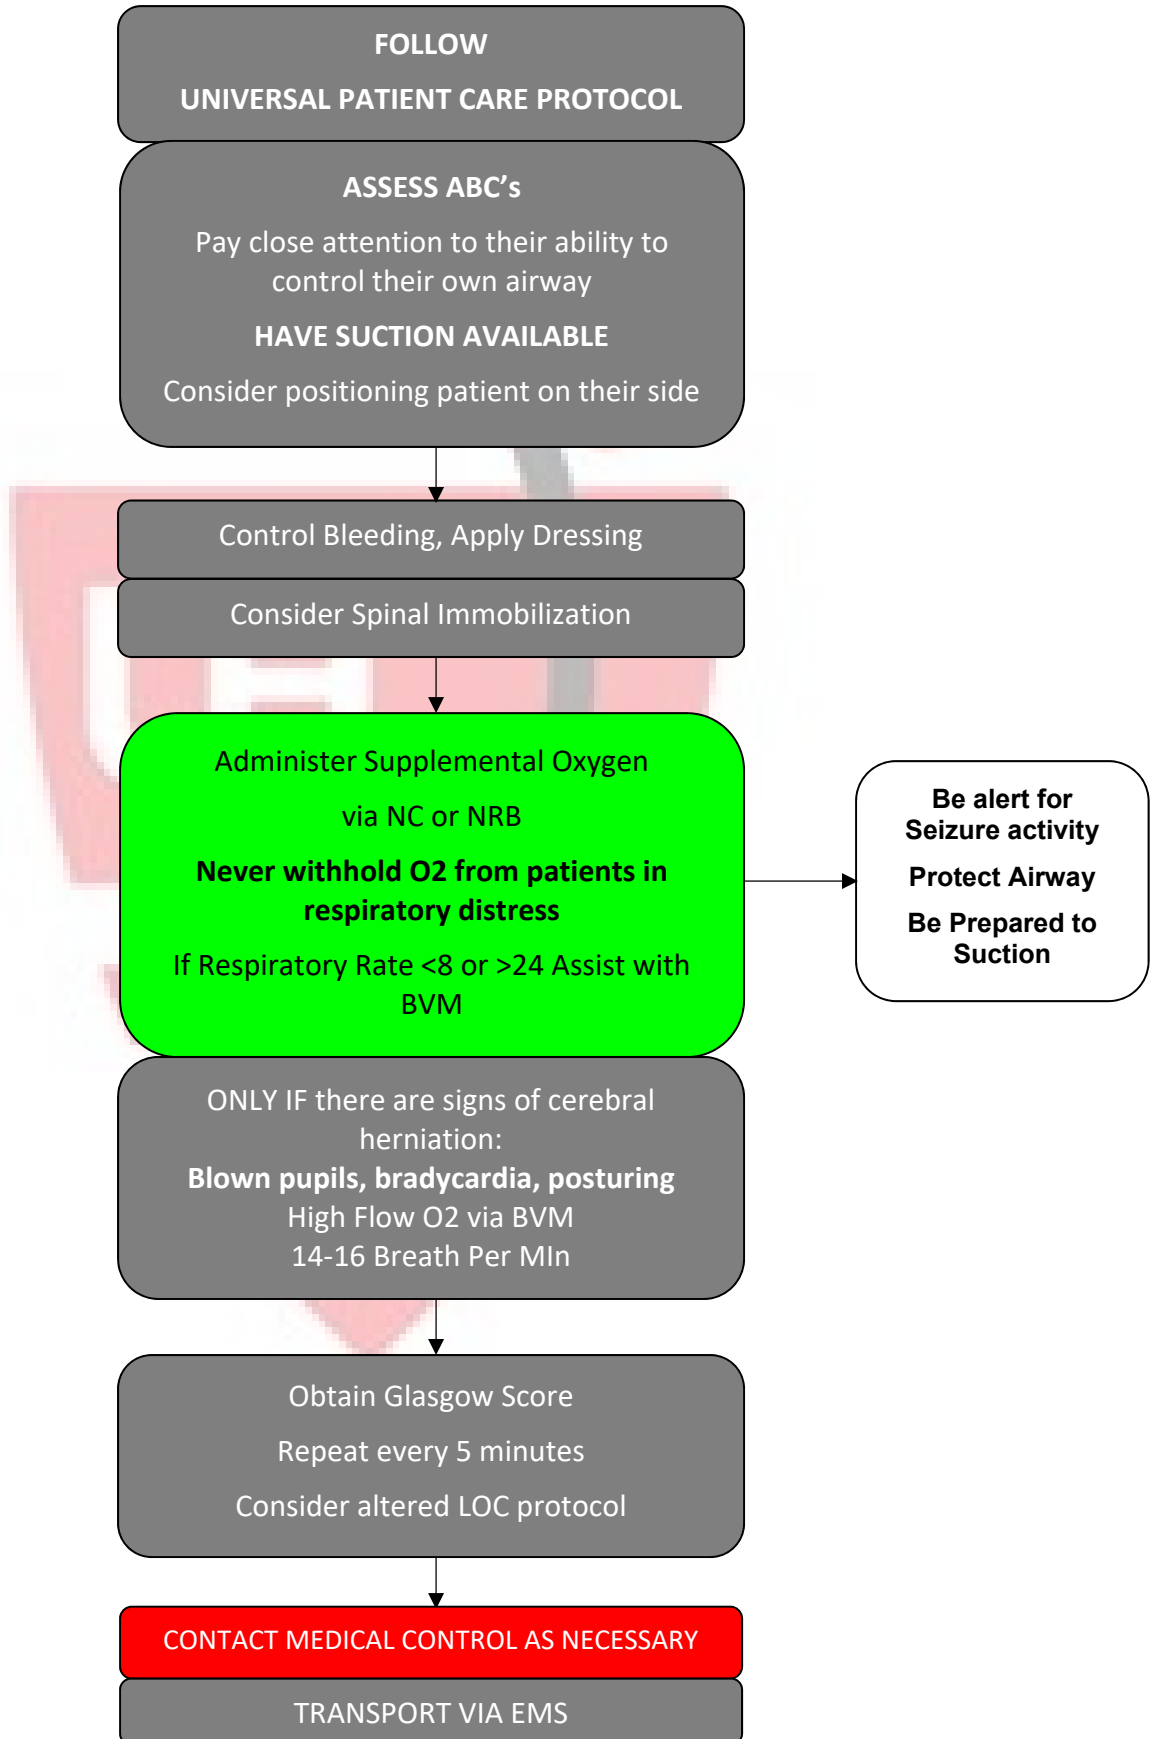 FOLLOW
UNIVERSAL PATIENT CARE PROTOCOL
ASSESS ABC’s
Pay close attention to their ability to
control their own airway
HAVE SUCTION AVAILABLE
Consider positioning patient on their side
Control Bleeding, Apply Dressing
Consider Spinal Immobilization
Administer Supplemental Oxygen
via NC or NRB
Never withhold O2 from patients in
respiratory distress
If Respiratory Rate <8 or >24 Assist with
BVM
Be alert for
Seizure activity
Protect Airway
Be Prepared to
Suction
ONLY IF there are signs of cerebral
herniation:
Blown pupils, bradycardia, posturing
High Flow O2 via BVM
14-16 Breath Per MIn
Obtain Glasgow Score
Repeat every 5 minutes
Consider altered LOC protocol
CONTACT MEDICAL CONTROL AS NECESSARY
TRANSPORT VIA EMS